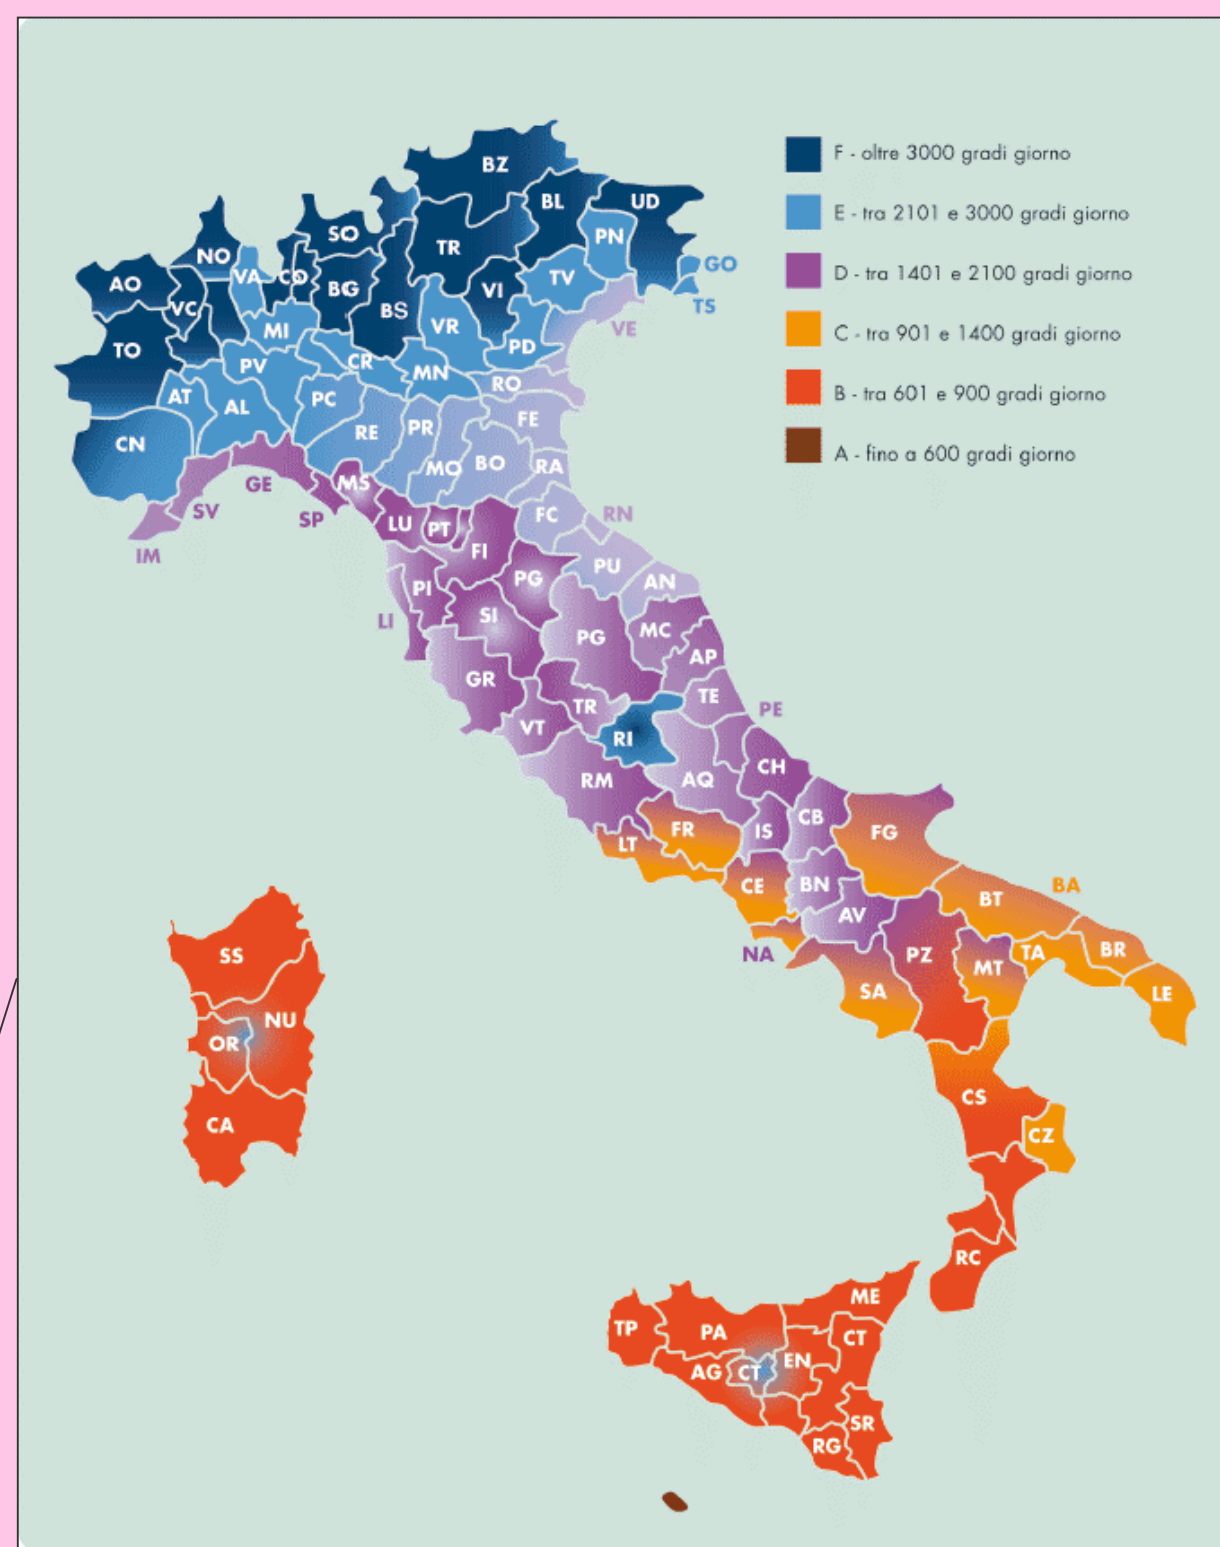 F - oltre 3000 gradi giorno
E - tra 2101 e 3000 gradi giorno
D - tra 1401 e 2100 gradi giorno
C - tra 901 e 1400 gradi giorno
B - tra 601 e 900 gradi giorno
A - fino a 600 gradi giorno
BZ
BL
UD
SO
TR
PN
NO
VA
CO
BG
BS
VI
TV
GO
TS
AO
VC
TO
MI
VR
PD
VE
PV
CR
MN
RO
AT
AL
PC
RE
PR
FE
CN
MO
BO
RA
GE
SV
IM
SP
MS
LU
PT
FI
FC
RN
PI
LI
PG
PU
AN
SI
PG
MC
AP
GR
TR
TE
PE
VT
RI
RM
AQ
CH
LT
FR
IS
CB
FG
CE
BN
AV
BT
BA
NA
SA
PZ
MT
TA
BR
LE
SS
NU
OR
CA
CS
CZ
RC
ME
TP
PA
CT
AG
CT
EN
SR
RG